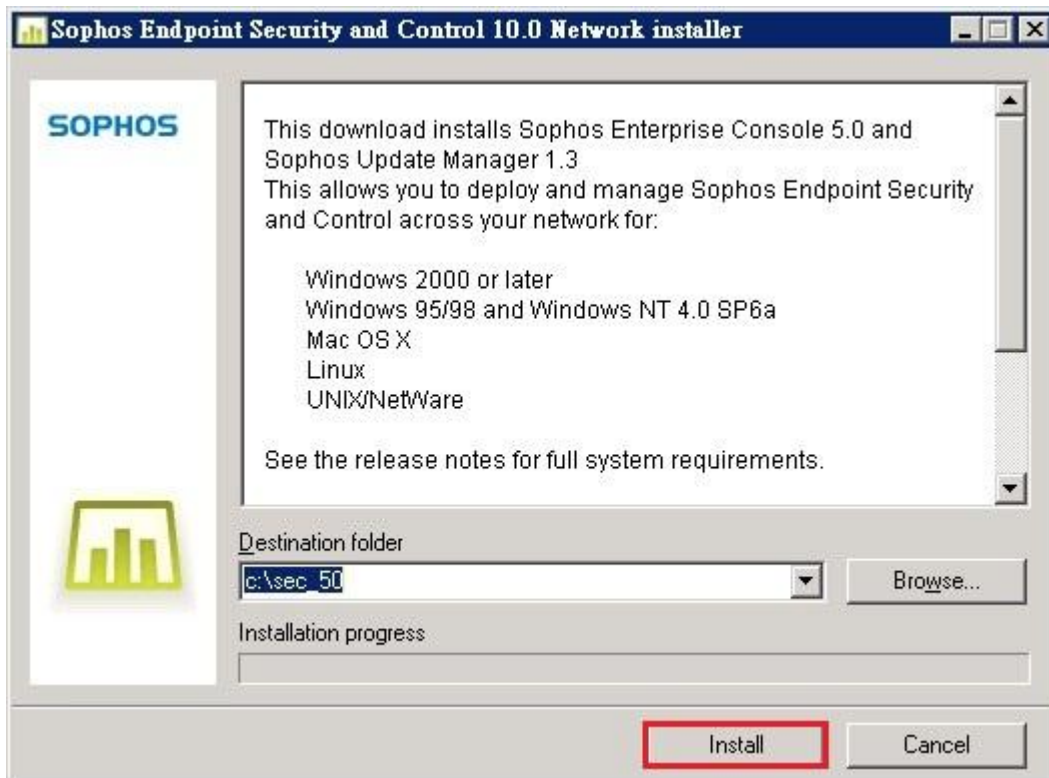 Sophos Endpoint Security and Control 10.0 Network installer
SOPHOS
This download installs Sophos Enterprise Console 5.0 and
Sophos Update Manager 1.3
This allows you to deploy and manage Sophos Endpoint Security
and Control across your network for:
Windows 2000 or later
Windows 95/98 and Windows NT 4.0 SP6a
Mac OS X
Linux
UNIX/NetWare
See the release notes for full system requirements.
Destination folder
c:\sec_50
Browse...
Installation progress
Install
Cancel